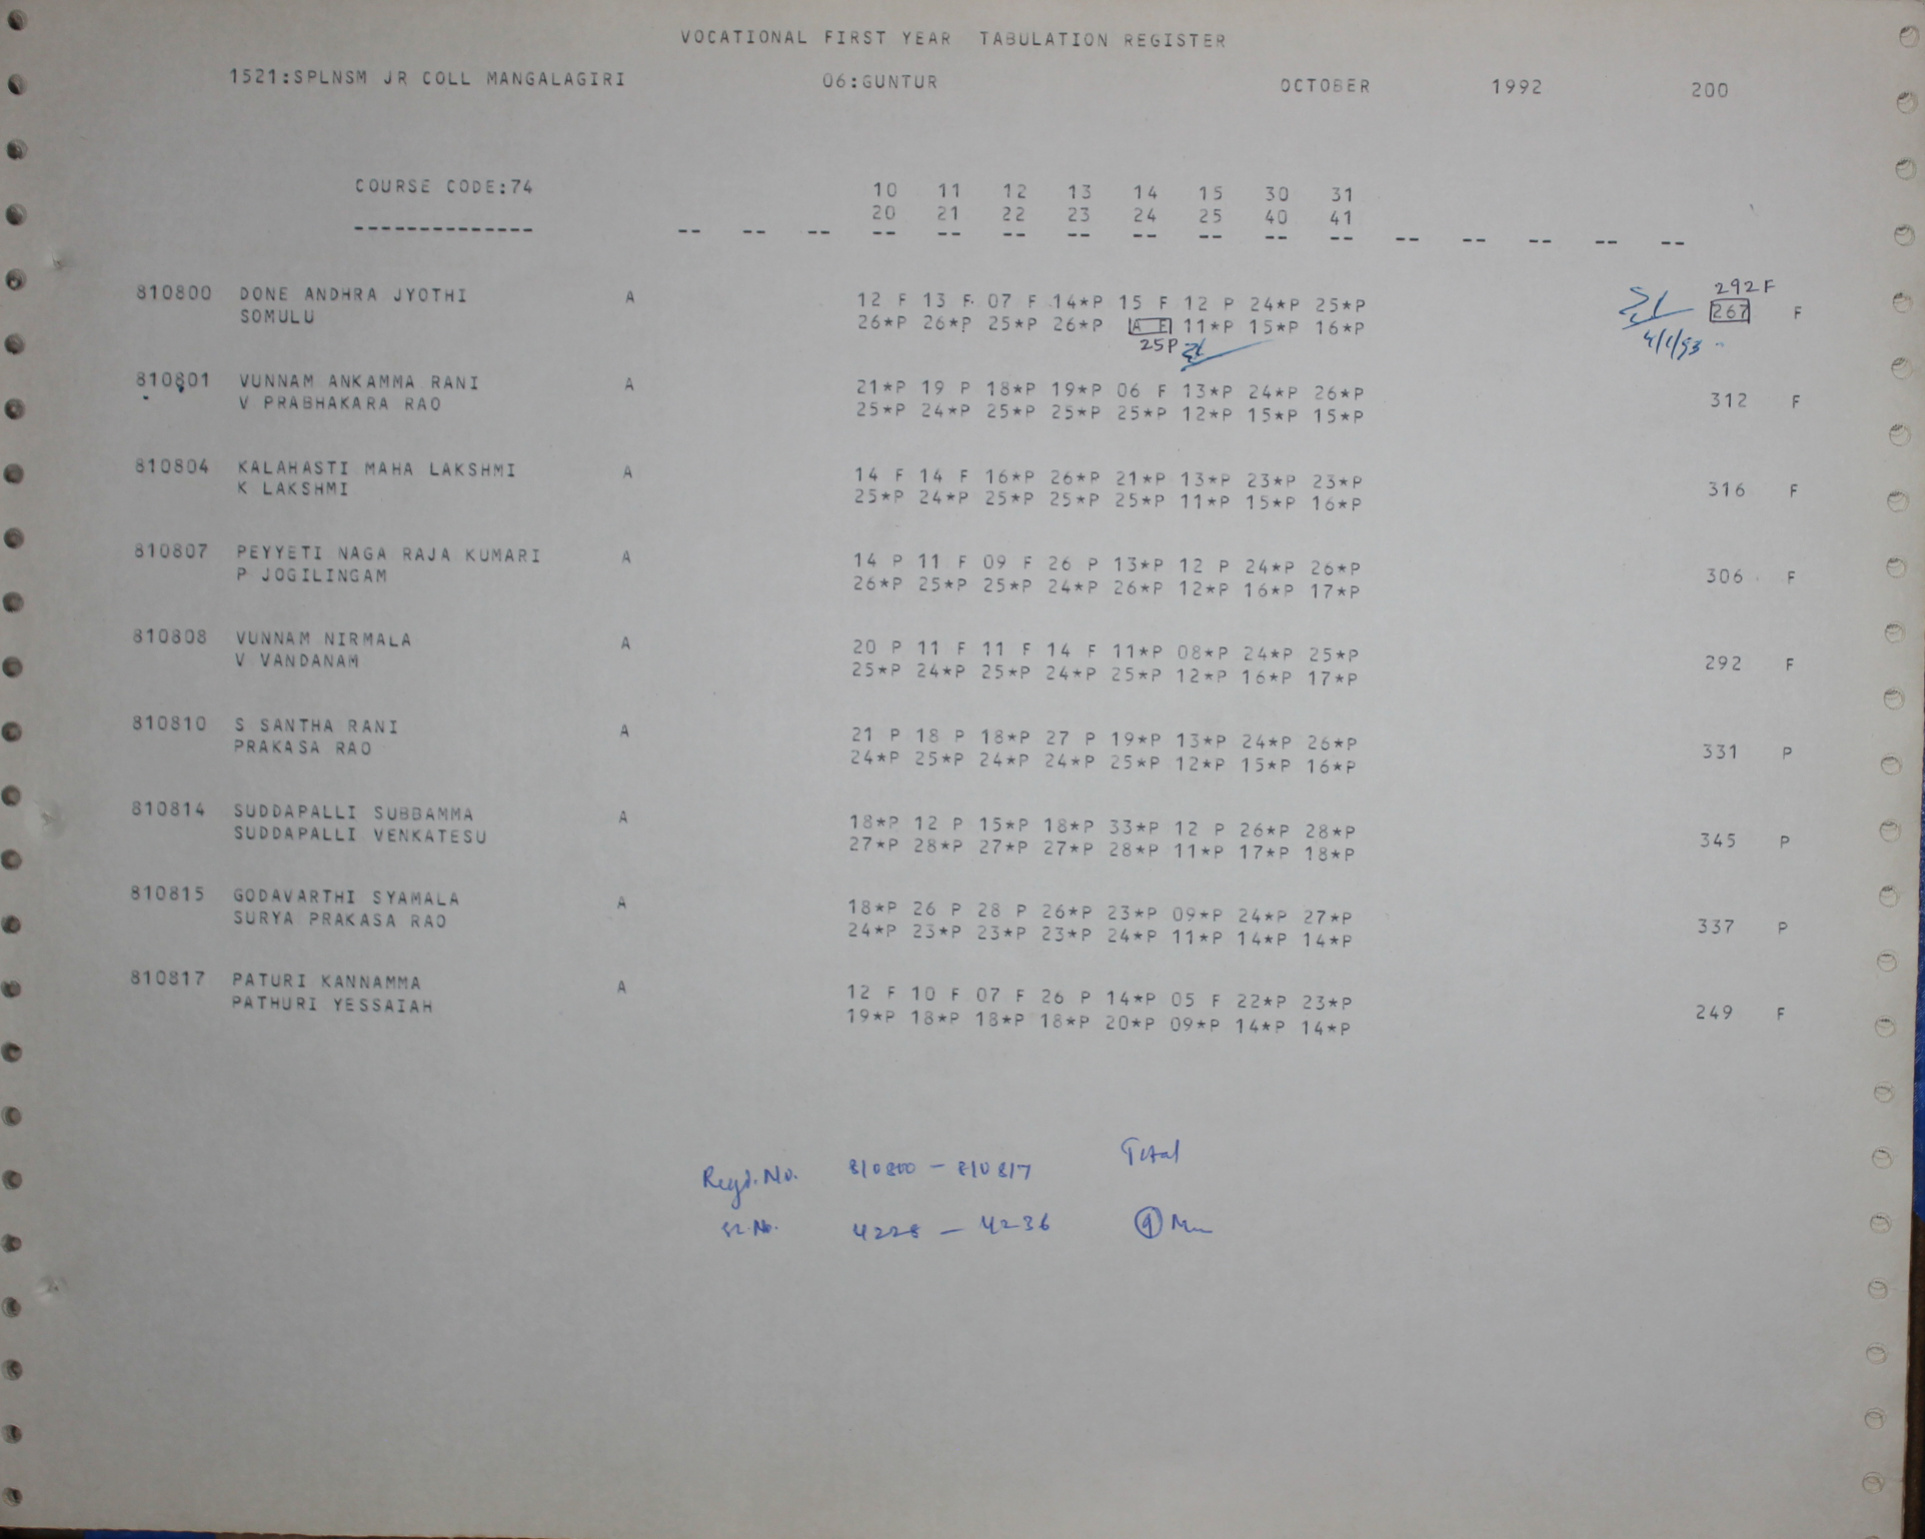 VOCATIONAL FIRST YEAR TABULATION REGISTER
1521:SPLNSM JR COLL MANGALAGIRI 06:GUNTUR OCTOBER 1992 200
COURSE CODE:74 10 11 12 13 14 15 30 31
20 21 22 23 24 25 40 41
-------------- -- -- -- -- -- -- -- -- -- -- -- -- -- -- -- --
292 F
810800 DONE ANDHRA JYOTHI A 12 F 13 F 07 F 14*P 15 F 12 P 24*P 25*P 267 F
SOMULU 26*P 26*P 25*P 26*P A F 11*P 15*P 16*P
25P 4/1/93
810801 VUNNAM ANKAMMA RANI A 21*P 19 P 18*P 19*P 06 F 13*P 24*P 26*P 312 F
V PRABHAKARA RAO 25*P 24*P 25*P 25*P 25*P 12*P 15*P 15*P
810804 KALAHASTI MAHA LAKSHMI A 14 F 14 F 16*P 26*P 21*P 13*P 23*P 23*P 316 F
K LAKSHMI 25*P 24*P 25*P 25*P 25*P 11*P 15*P 16*P
810807 PEYYETI NAGA RAJA KUMARI A 14 P 11 F 09 F 26 P 13*P 12 P 24*P 26*P 306 F
P JOGILINGAM 26*P 25*P 25*P 24*P 26*P 12*P 16*P 17*P
810808 VUNNAM NIRMALA A 20 P 11 F 11 F 14 F 11*P 08*P 24*P 25*P 292 F
V VANDANAM 25*P 24*P 25*P 24*P 25*P 12*P 16*P 17*P
810810 S SANTHA RANI A 21 P 18 P 18*P 27 P 19*P 13*P 24*P 26*P 331 P
PRAKASA RAO 24*P 25*P 24*P 24*P 25*P 12*P 15*P 16*P
810814 SUDDAPALLI SUBBAMMA A 18*P 12 P 15*P 18*P 33*P 12 P 26*P 28*P 345 P
SUDDAPALLI VENKATESU 27*P 28*P 27*P 27*P 28*P 11*P 17*P 18*P
810815 GODAVARTHI SYAMALA A 18*P 26 P 28 P 26*P 23*P 09*P 24*P 27*P 337 P
SURYA PRAKASA RAO 24*P 23*P 23*P 23*P 24*P 11*P 14*P 14*P
810817 PATURI KANNAMMA A 12 F 10 F 07 F 26 P 14*P 05 F 22*P 23*P 249 F
PATHURI YESSAIAH 19*P 18*P 18*P 18*P 20*P 09*P 14*P 14*P
Regd. No. 810800 – 810817 Total
Sr. No. 4228 – 4236 9